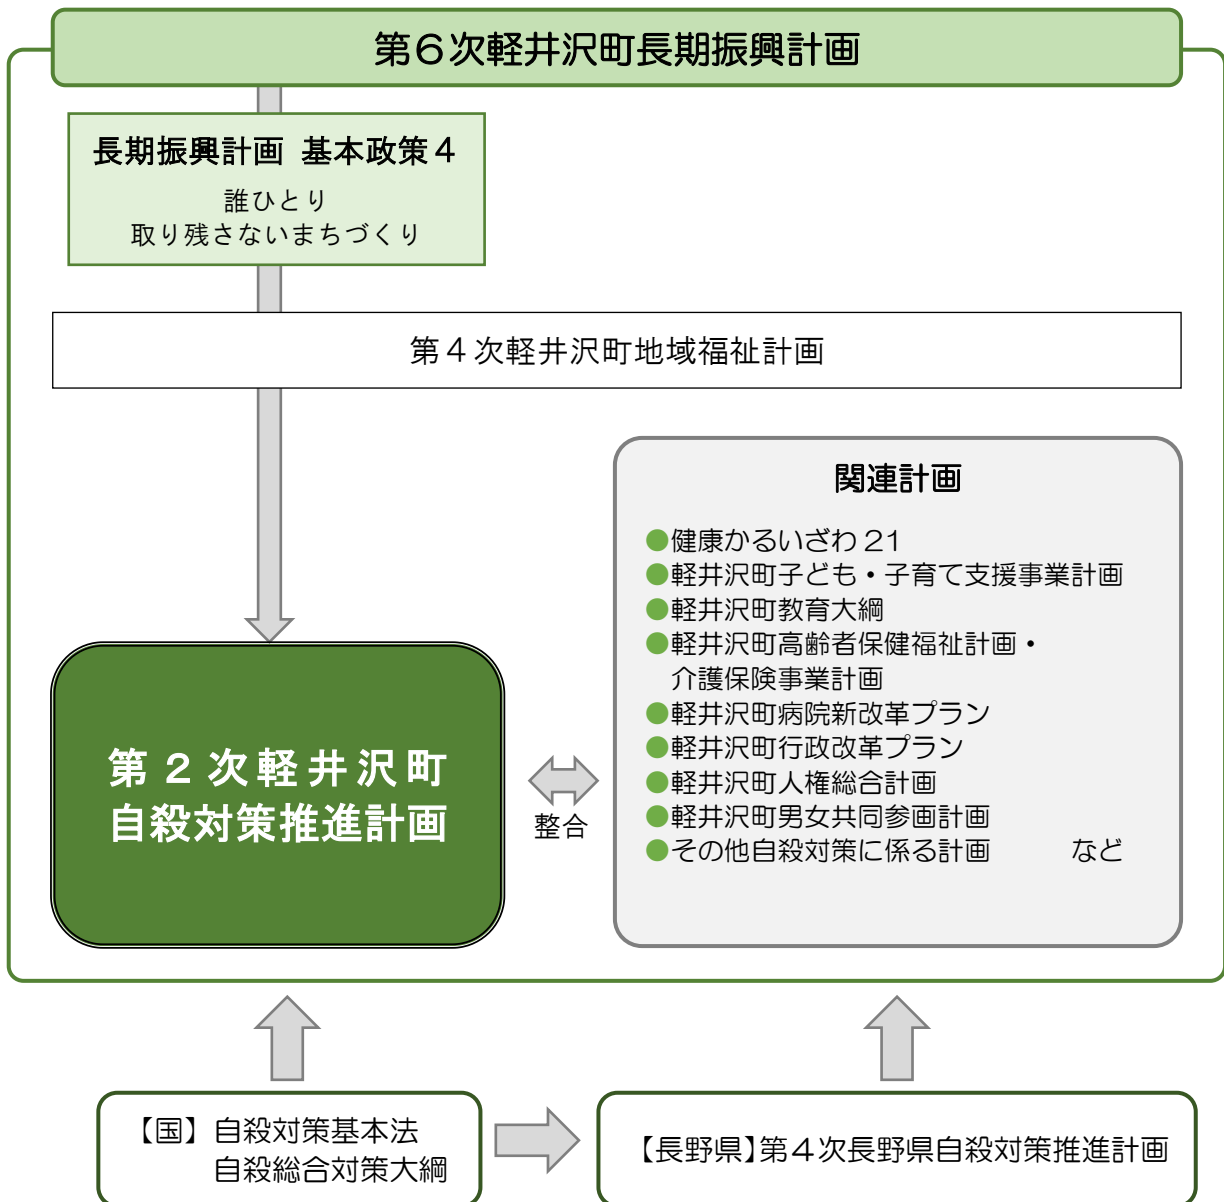 第６次軽井沢町長期振興計画
長期振興計画 基本政策４
誰ひとり
取り残さないまちづくり
第４次軽井沢町地域福祉計画
関連計画
●健康かるいざわ 21
●軽井沢町子ども・子育て支援事業計画
●軽井沢町教育大綱
●軽井沢町高齢者保健福祉計画・
介護保険事業計画
●軽井沢町病院新改革プラン
●軽井沢町行政改革プラン
●軽井沢町人権総合計画
●軽井沢町男女共同参画計画
●その他自殺対策に係る計画　　　など
第２次軽井沢町
自殺対策推進計画
整合
【国】自殺対策基本法
自殺総合対策大綱
【長野県】第４次長野県自殺対策推進計画